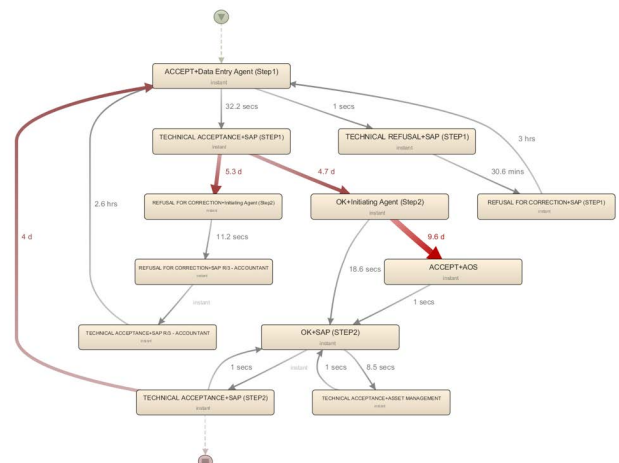 ACCEPT+Data Entry Agent (Step1)
instant
32.2 secs
1 secs
TECHNICAL ACCEPTANCE+SAP (STEP1)
instant
TECHNICAL REFUSAL+SAP (STEP1)
instant
3 hrs
5.3 d
4.7 d
30.6 mins
2.6 hrs
REFUSAL FOR CORRECTION+Initiating Agent (Step2)
instant
OK+Initiating Agent (Step2)
instant
REFUSAL FOR CORRECTION+SAP (STEP1)
instant
4 d
11.2 secs
9.6 d
REFUSAL FOR CORRECTION+SAP R/3 - ACCOUNTANT
instant
18.6 secs
ACCEPT+AOS
instant
instant
1 secs
TECHNICAL ACCEPTANCE+SAP R/3 - ACCOUNTANT
instant
OK+SAP (STEP2)
instant
1 secs
instant
1 secs
8.5 secs
TECHNICAL ACCEPTANCE+SAP (STEP2)
instant
TECHNICAL ACCEPTANCE+ASSET MANAGEMENT
instant